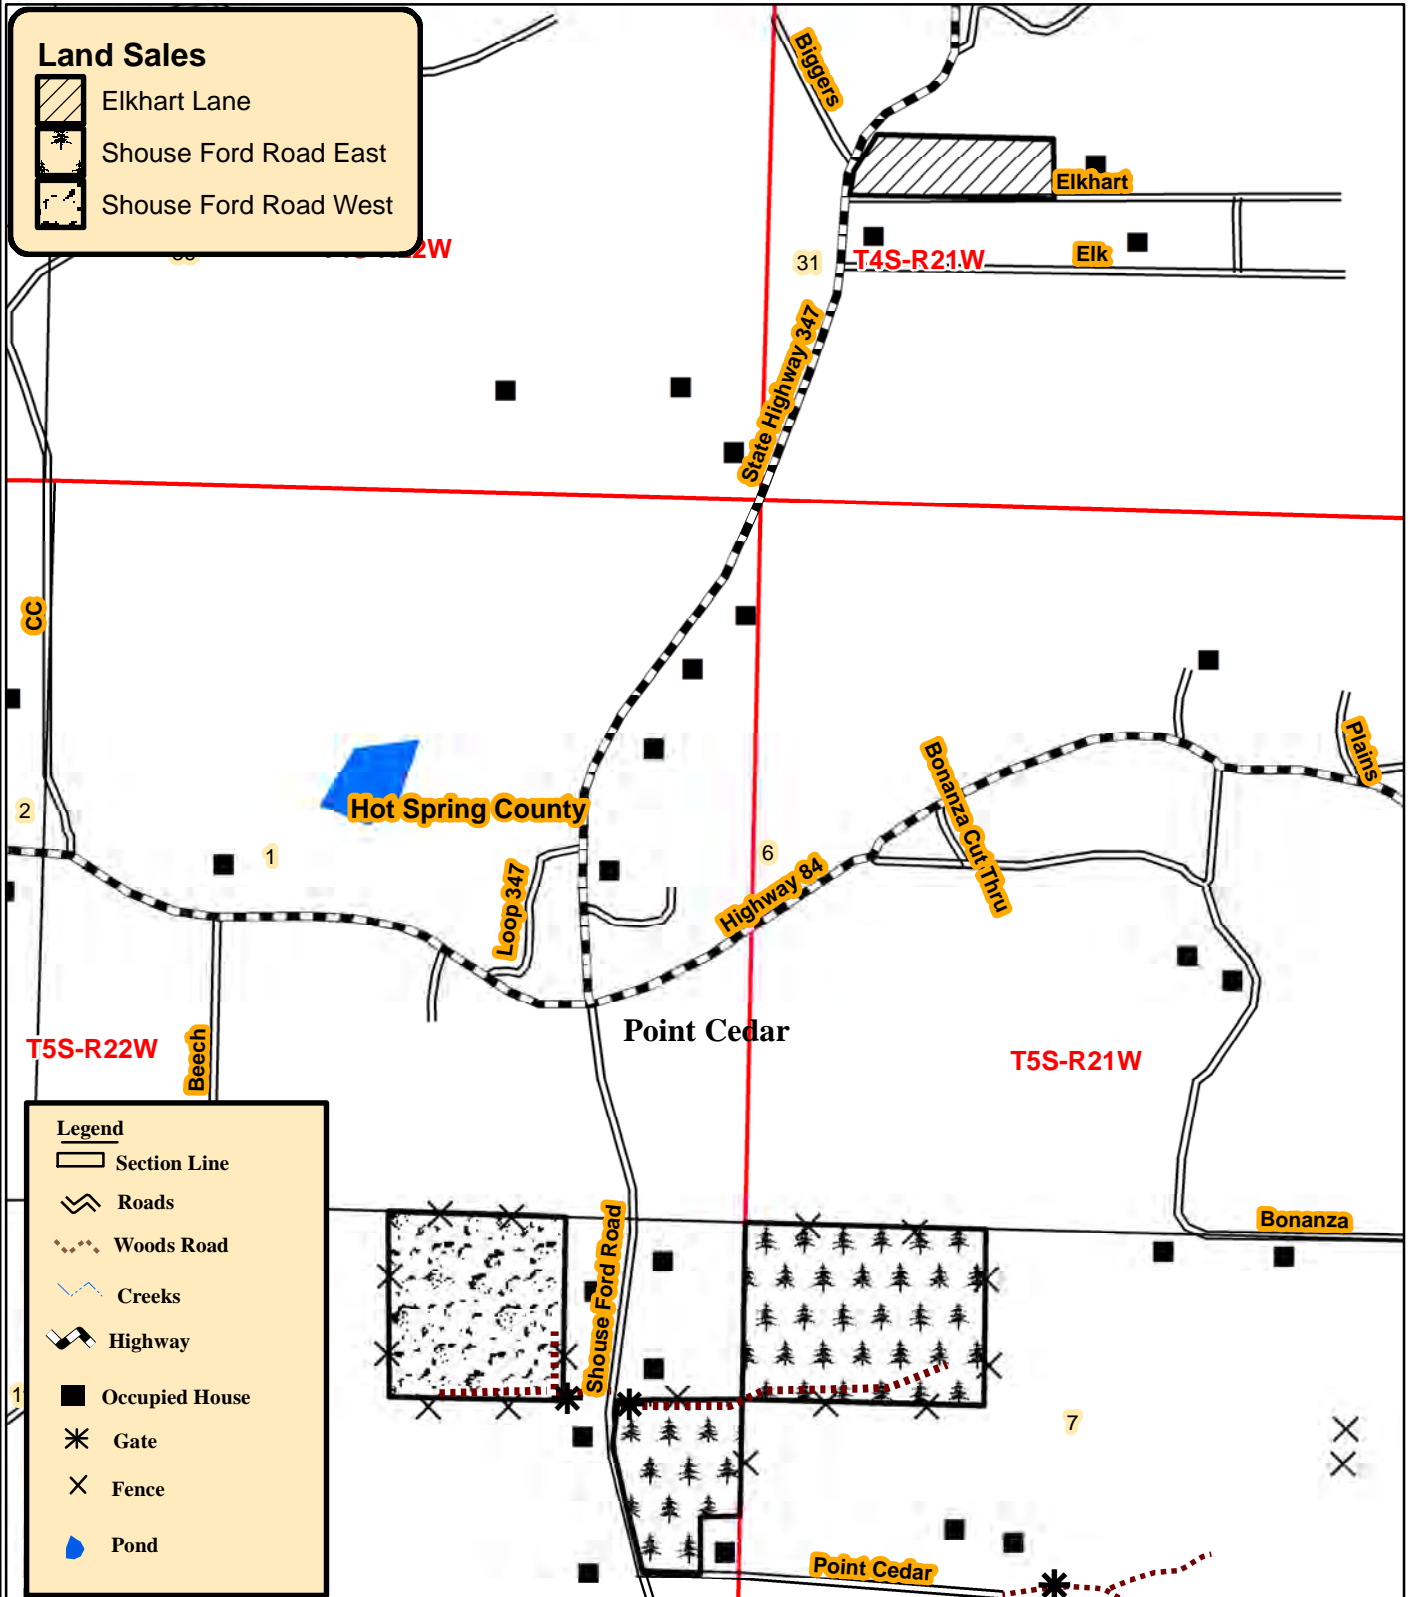 Land Sales
Elkhart Lane
Shouse Ford Road East
Shouse Ford Road West
Biggers
Elkhart
Elk
31
T4S-R21W
State Highway 347
CC
Plains
Bonanza Cut Thru
Hot Spring County
2
1
6
Loop 347
Highway 84
Point Cedar
T5S-R22W
Beech
T5S-R21W
Legend
Section Line
Roads
Woods Road
Creeks
Highway
Occupied House
Gate
Fence
Pond
Shouse Ford Road
Bonanza
7
Point Cedar